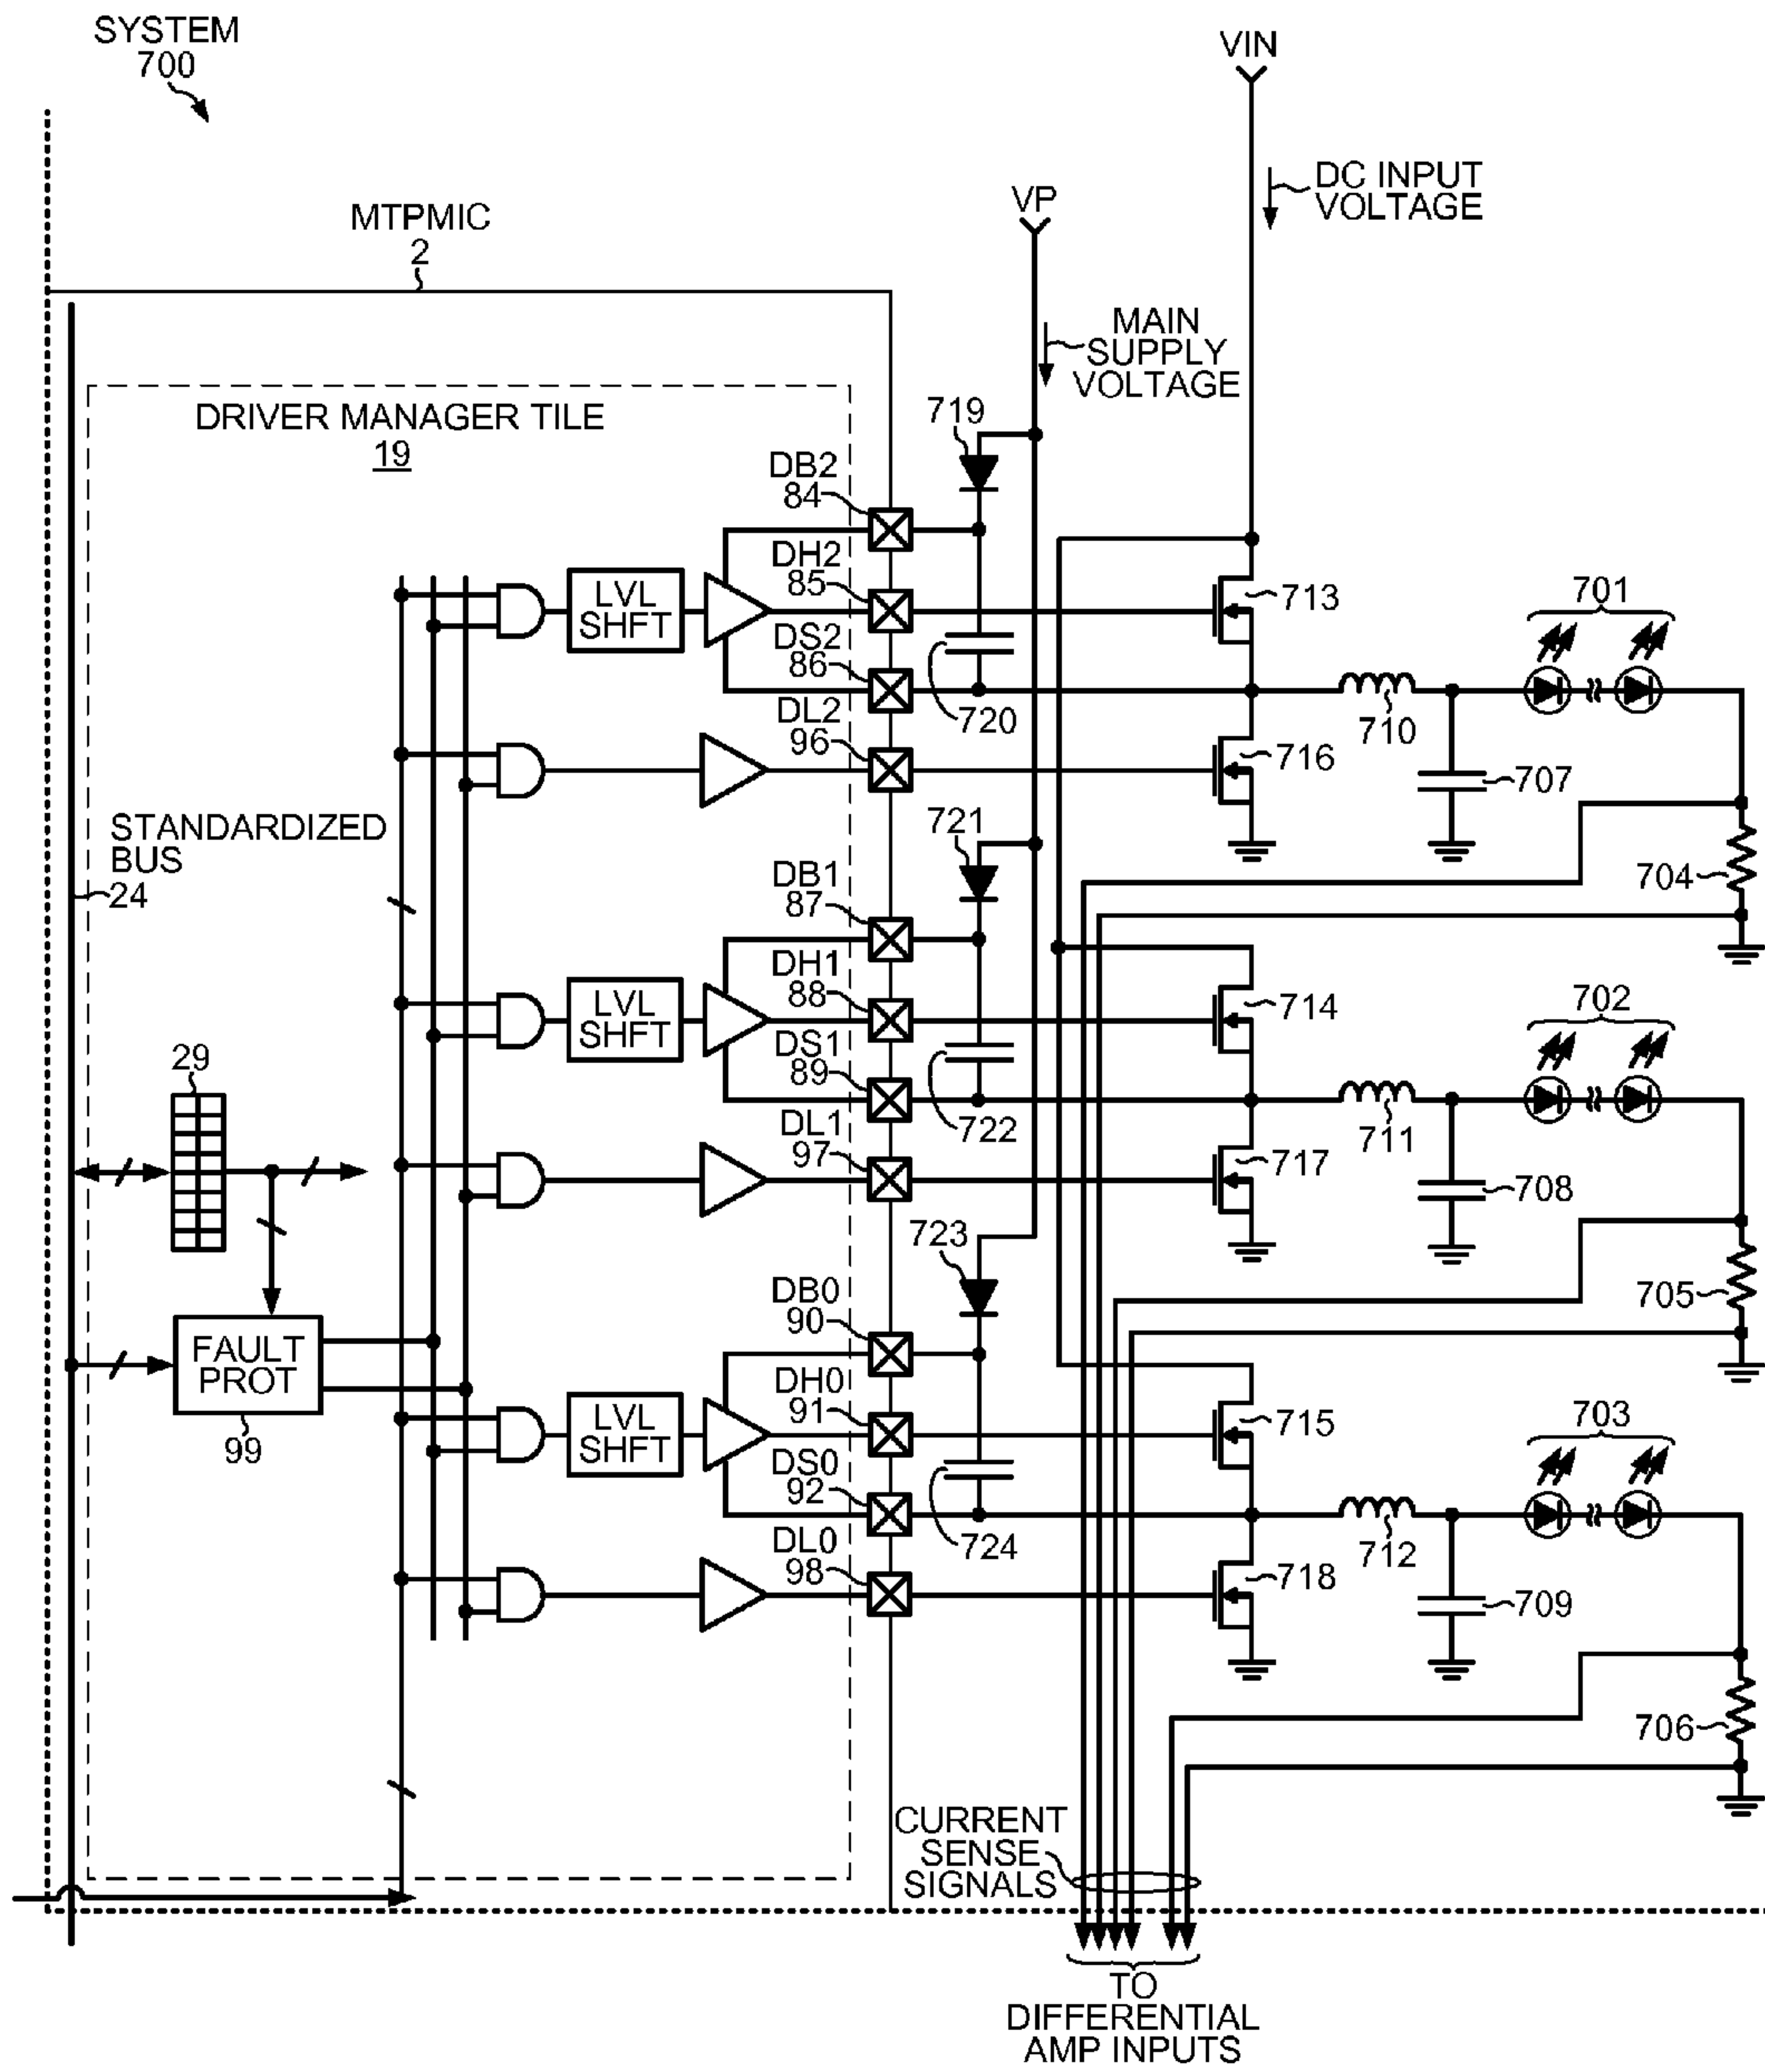 SYSTEM
700
VIN
DC INPUT
VOLTAGE
VP
MTPMIC
2
MAIN
SUPPLY
VOLTAGE
DRIVER MANAGER TILE
19
719
DB2
84
DH2
85
LVL
SHFT
DS2
86
720
713
701
710
DL2
96
716
707
STANDARDIZED
BUS
24
721
704
DB1
87
DH1
88
LVL
SHFT
DS1
89
722
714
702
711
29
DL1
97
717
708
723
705
DB0
90
FAULT
PROT
99
DH0
91
LVL
SHFT
DS0
92
724
715
703
712
DL0
98
718
709
706
CURRENT
SENSE
SIGNALS
TO
DIFFERENTIAL
AMP INPUTS